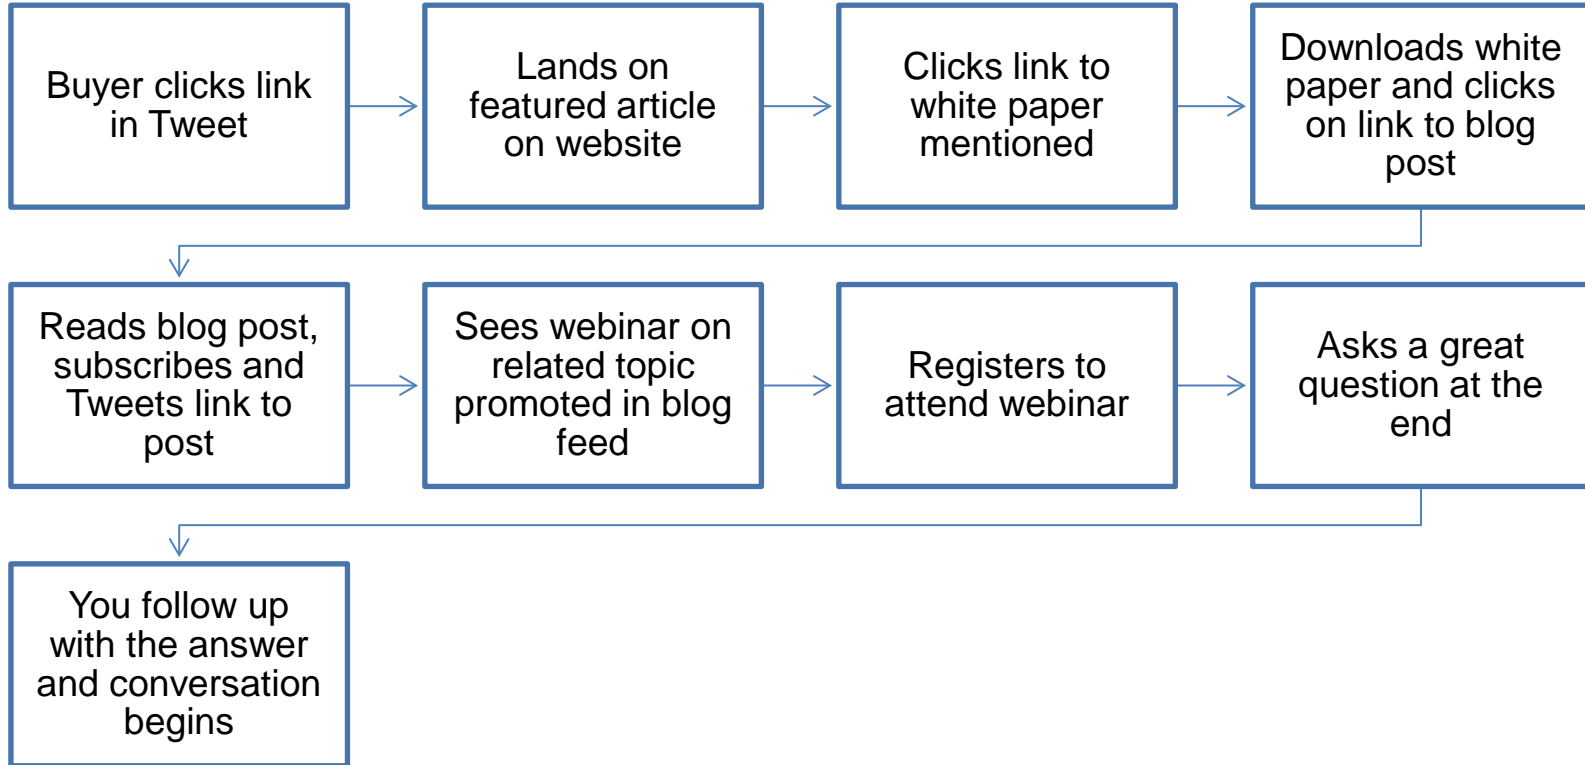 Buyer clicks link
in Tweet
Lands on
featured article
on website
Clicks link to
white paper
mentioned
Downloads white
paper and clicks
on link to blog
post
Reads blog post,
subscribes and
Tweets link to
post
Sees webinar on
related topic
promoted in blog
feed
Registers to
attend webinar
Asks a great
question at the
end
You follow up
with the answer
and conversation
begins